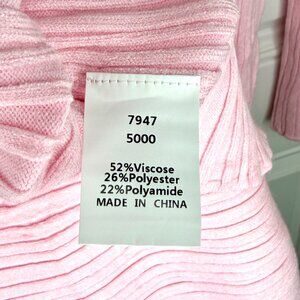 7947
5000
52%Viscose
26%Polyester
22%Polyamide
MADE IN CHINA